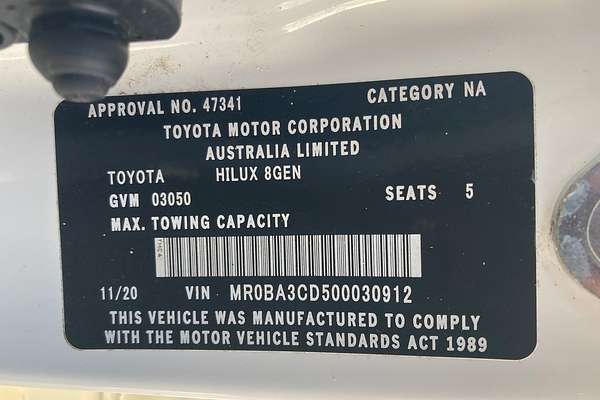 APPROVAL NO. 47341 CATEGORY NA
TOYOTA MOTOR CORPORATION
AUSTRALIA LIMITED
TOYOTA HILUX 8GEN
GVM 03050 SEATS 5
MAX. TOWING CAPACITY
11/20 VIN MR0BA3CD500030912
THIS VEHICLE WAS MANUFACTURED TO COMPLY
WITH THE MOTOR VEHICLE STANDARDS ACT 1989